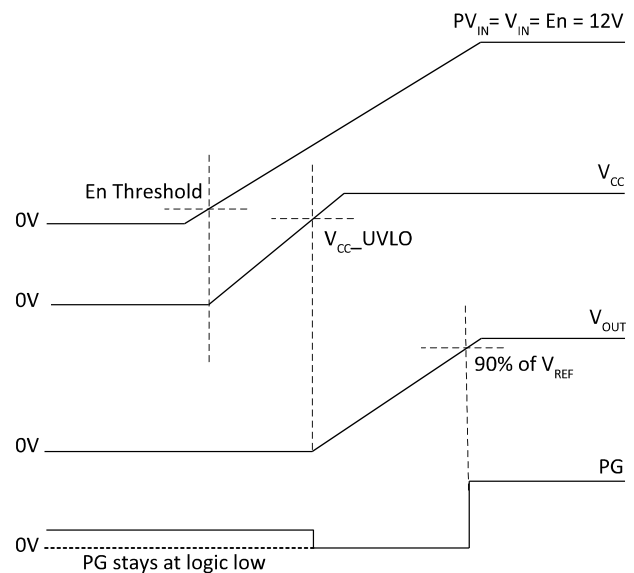 PV_IN = V_IN = En = 12V
En Threshold
V_CC
0V
V_CC_UVLO
0V
V_OUT
90% of V_REF
0V
PG
0V
PG stays at logic low